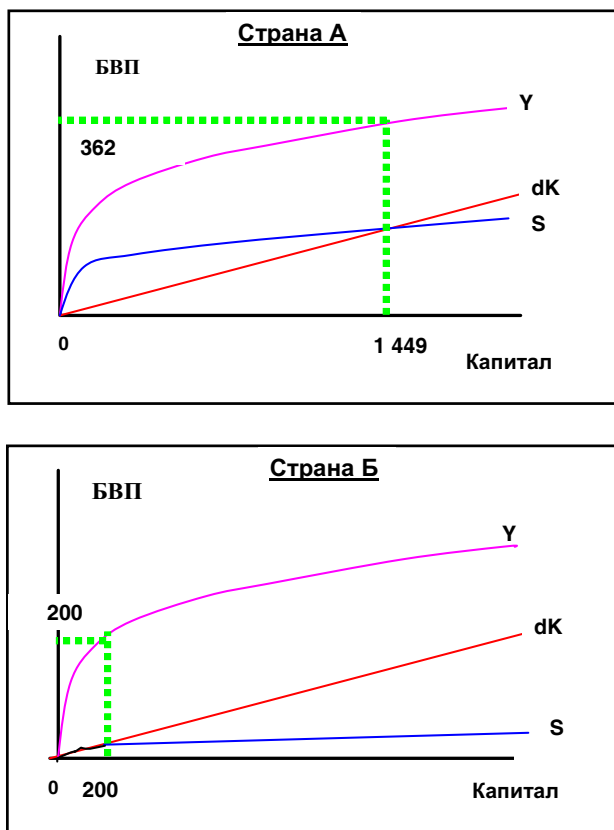 Страна А
БВП
Y
362
dK
S
0
1 449
Капитал
Страна Б
БВП
Y
200
dK
S
0
200
Капитал